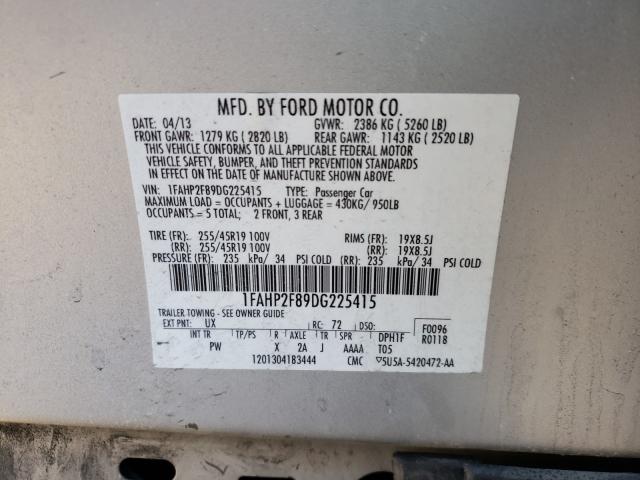 MFD. BY FORD MOTOR CO.
DATE: 04/13 GVWR: 2386 KG ( 5260 LB)
FRONT GAWR: 1279 KG ( 2820 LB) REAR GAWR: 1143 KG ( 2520 LB)
THIS VEHICLE CONFORMS TO ALL APPLICABLE FEDERAL MOTOR
VEHICLE SAFETY, BUMPER, AND THEFT PREVENTION STANDARDS
IN EFFECT ON THE DATE OF MANUFACTURE SHOWN ABOVE.
VIN: 1FAHP2F89DG225415 TYPE: Passenger Car
MAXIMUM LOAD = OCCUPANTS + LUGGAGE = 430KG/ 950LB
OCCUPANTS = 5 TOTAL; 2 FRONT, 3 REAR
TIRE (FR): 255/45R19 100V RIMS (FR): 19X8.5J
(RR): 255/45R19 100V (RR): 19X8.5J
PRESSURE (FR): 235 kPa/ 34 PSI COLD (RR): 235 kPa/ 34 PSI COLD
1FAHP2F89DG225415
TRAILER TOWING - SEE OWNER GUIDE
EXT PNT: UX RC: 72 DSO: F0096
INT TR TP/PS R AXLE TR SPR DPH1F R0118
PW X 2A J AAAA T05
1201304183444 CMC ▽5U5A-5420472-AA